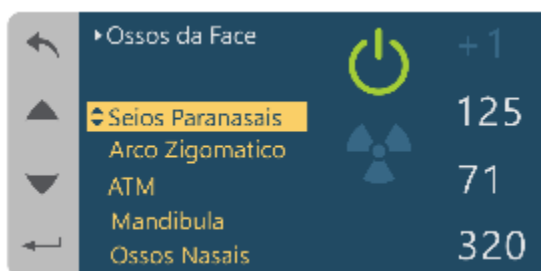 Ossos da Face
+1
Seios Paranasais
125
Arco Zigomatico
ATM
71
Mandibula
Ossos Nasais
320